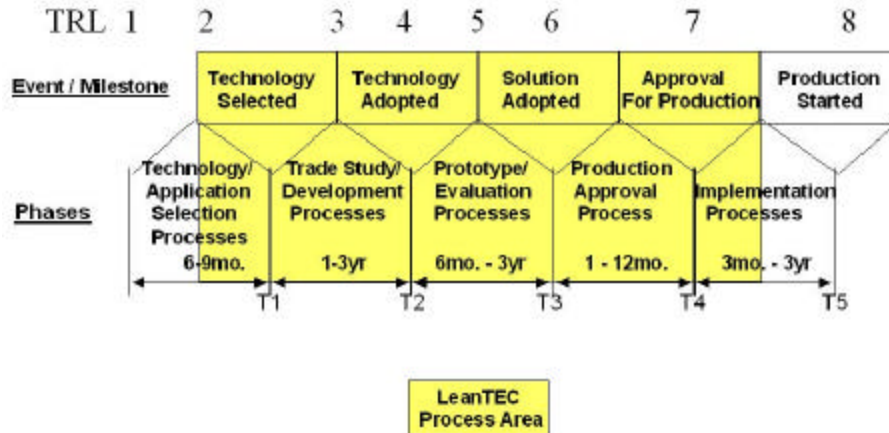 TRL 1 2 3 4 5 6 7 8
Event / Milestone
Technology
Selected
Technology
Adopted
Solution
Adopted
Approval
For Production
Production
Started
Phases
Technology/
Application
Selection
Processes
6-9mo.
Trade Study/
Development
Processes
1-3yr
Prototype/
Evaluation
Processes
6mo. - 3yr
Production
Approval
Process
1 - 12mo.
Implementation
Processes
3mo. - 3yr
T1 T2 T3 T4 T5
LeanTEC
Process Area